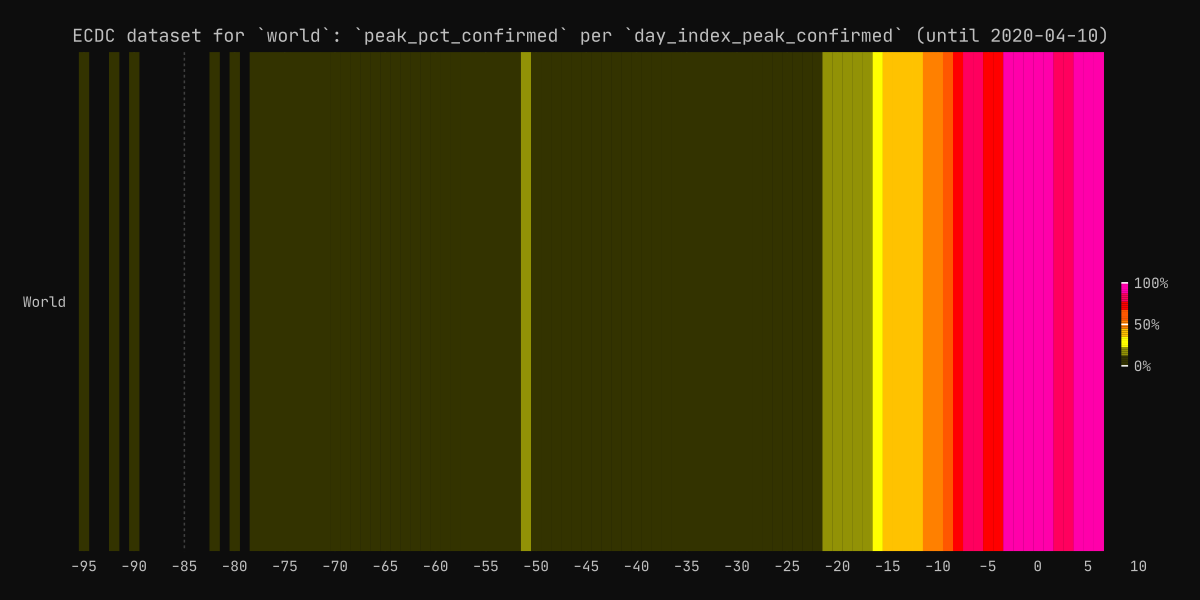 ECDC dataset for `world`: `peak_pct_confirmed` per `day_index_peak_confirmed` (until 2020-04-10)
World
100%
50%
0%
-95 -90 -85 -80 -75 -70 -65 -60 -55 -50 -45 -40 -35 -30 -25 -20 -15 -10 -5 0 5 10